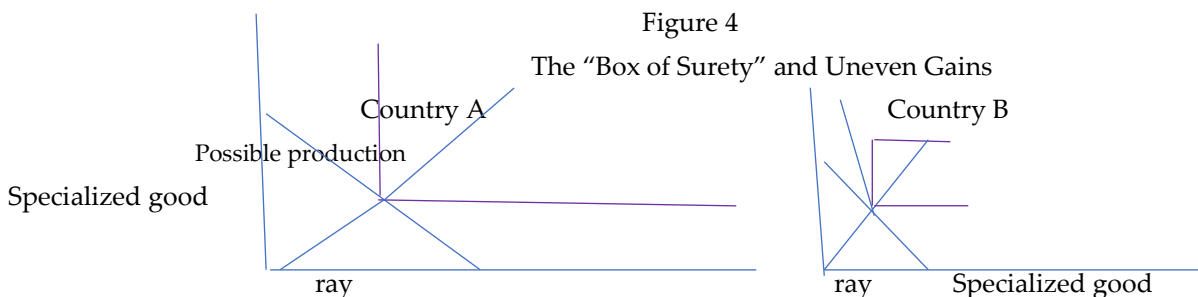 Figure 4
The “Box of Surety” and Uneven Gains
Country A
Country B
Possible production
Specialized good
ray
ray
Specialized good